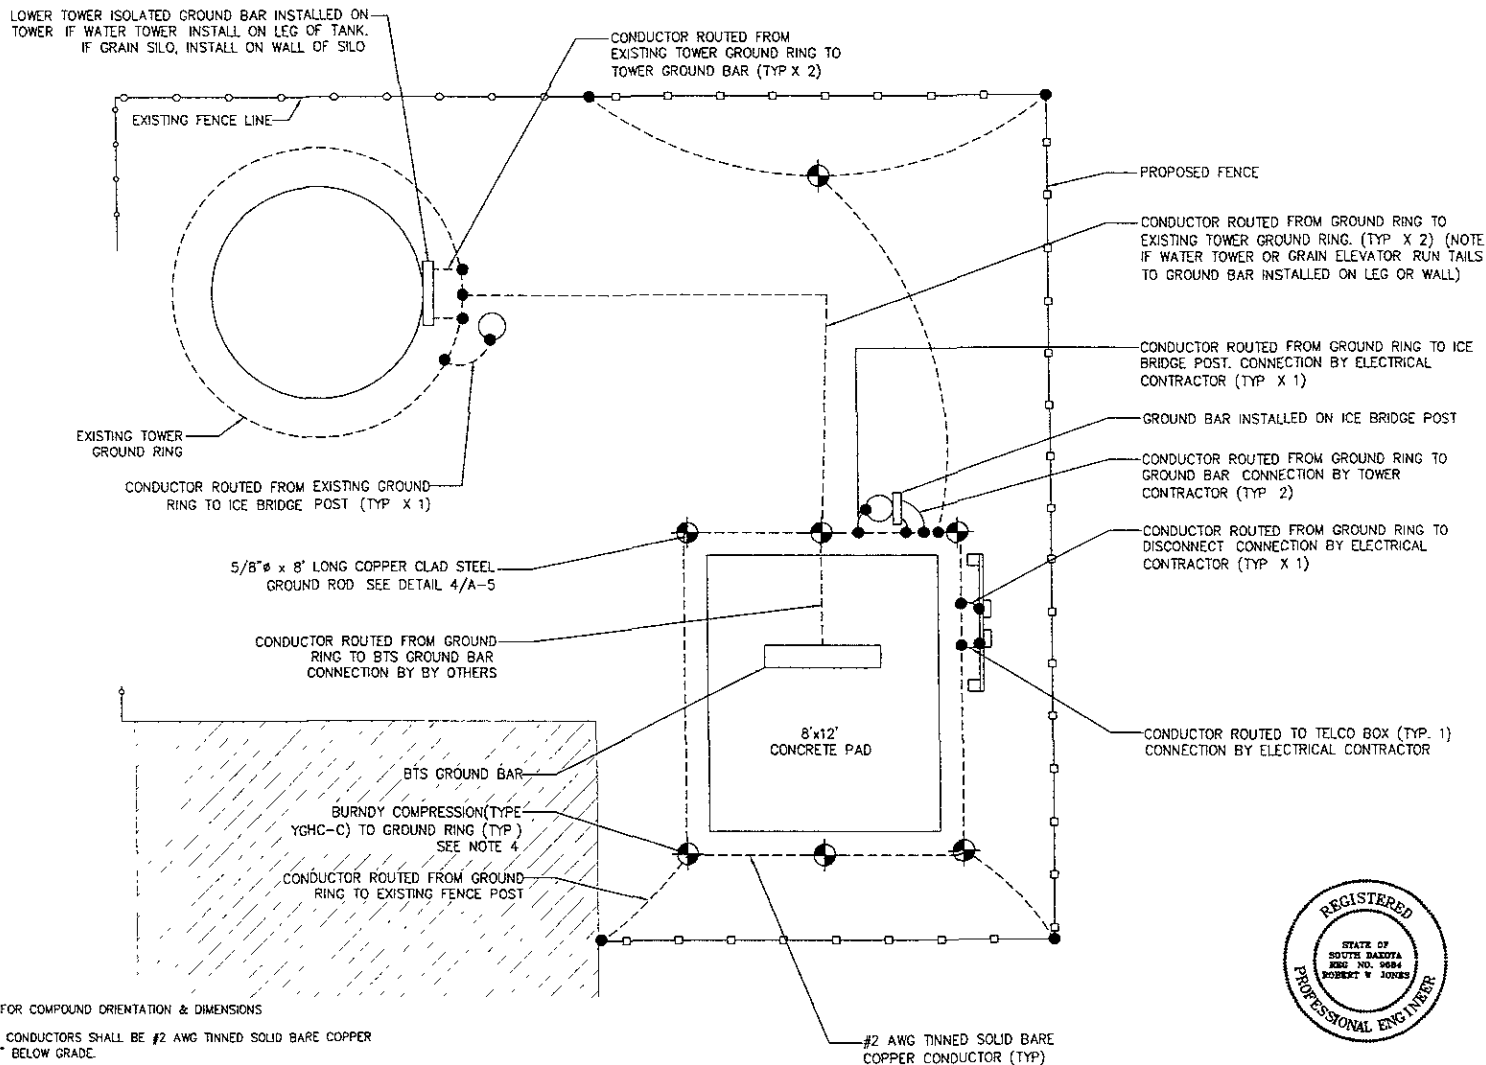 LOWER TOWER ISOLATED GROUND BAR INSTALLED ON
TOWER IF WATER TOWER INSTALL ON LEG OF TANK.
IF GRAIN SILO, INSTALL ON WALL OF SILO
CONDUCTOR ROUTED FROM
EXISTING TOWER GROUND RING TO
TOWER GROUND BAR (TYP X 2)
EXISTING FENCE LINE
PROPOSED FENCE
CONDUCTOR ROUTED FROM GROUND RING TO
EXISTING TOWER GROUND RING. (TYP X 2) (NOTE
IF WATER TOWER OR GRAIN ELEVATOR RUN TAILS
TO GROUND BAR INSTALLED ON LEG OR WALL)
CONDUCTOR ROUTED FROM GROUND RING TO ICE
BRIDGE POST. CONNECTION BY ELECTRICAL
CONTRACTOR (TYP X 1)
GROUND BAR INSTALLED ON ICE BRIDGE POST
EXISTING TOWER
GROUND RING
CONDUCTOR ROUTED FROM GROUND RING TO
GROUND BAR CONNECTION BY TOWER
CONTRACTOR (TYP 2)
CONDUCTOR ROUTED FROM EXISTING GROUND
RING TO ICE BRIDGE POST (TYP X 1)
CONDUCTOR ROUTED FROM GROUND RING TO
DISCONNECT CONNECTION BY ELECTRICAL
CONTRACTOR (TYP X 1)
5/8"ø x 8' LONG COPPER CLAD STEEL
GROUND ROD SEE DETAIL 4/A-5
CONDUCTOR ROUTED FROM GROUND
RING TO BTS GROUND BAR
CONNECTION BY BY OTHERS
8'x12'
CONCRETE PAD
CONDUCTOR ROUTED TO TELCO BOX (TYP. 1)
CONNECTION BY ELECTRICAL CONTRACTOR
BTS GROUND BAR
BURNDY COMPRESSION(TYPE
YGHC-C) TO GROUND RING (TYP)
SEE NOTE 4
CONDUCTOR ROUTED FROM GROUND
RING TO EXISTING FENCE POST
REGISTERED
STATE OF
SOUTH DAKOTA
REG NO. 9684
ROBERT W JONES
PROFESSIONAL ENGINEER
FOR COMPOUND ORIENTATION & DIMENSIONS
CONDUCTORS SHALL BE #2 AWG TINNED SOLID BARE COPPER
" BELOW GRADE.
#2 AWG TINNED SOLID BARE
COPPER CONDUCTOR (TYP)